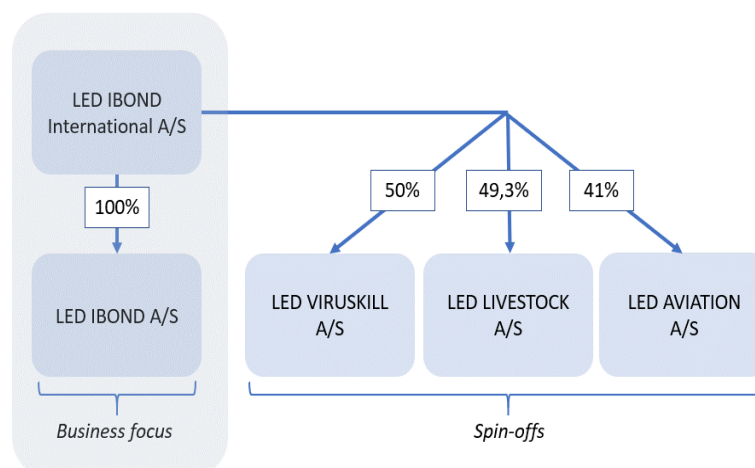 LED IBOND
International A/S
50%
49,3%
41%
100%
LED IBOND A/S
LED VIRUSKILL
A/S
LED LIVESTOCK
A/S
LED AVIATION
A/S
Business focus
Spin-offs